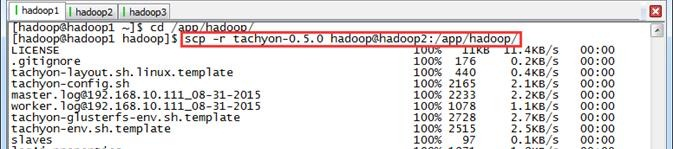 hadoop1 hadoop2 hadoop3
[hadoop@hadoop1 ~]$ cd /app/hadoop/
[hadoop@hadoop1 hadoop]$ scp -r tachyon-0.5.0 hadoop@hadoop2:/app/hadoop/
LICENSE 100% 11KB 11.4KB/s 00:00
.gitignore 100% 176 0.2KB/s 00:00
tachyon-layout.sh.linux.template 100% 440 0.4KB/s 00:00
tachyon-config.sh 100% 2165 2.1KB/s 00:00
master.log@192.168.10.111_08-31-2015 100% 2233 2.2KB/s 00:00
worker.log@192.168.10.111_08-31-2015 100% 1078 1.1KB/s 00:00
tachyon-glusterfs-env.sh.template 100% 2728 2.7KB/s 00:00
tachyon-env.sh.template 100% 2515 2.5KB/s 00:00
slaves 100% 97 0.1KB/s 00:00